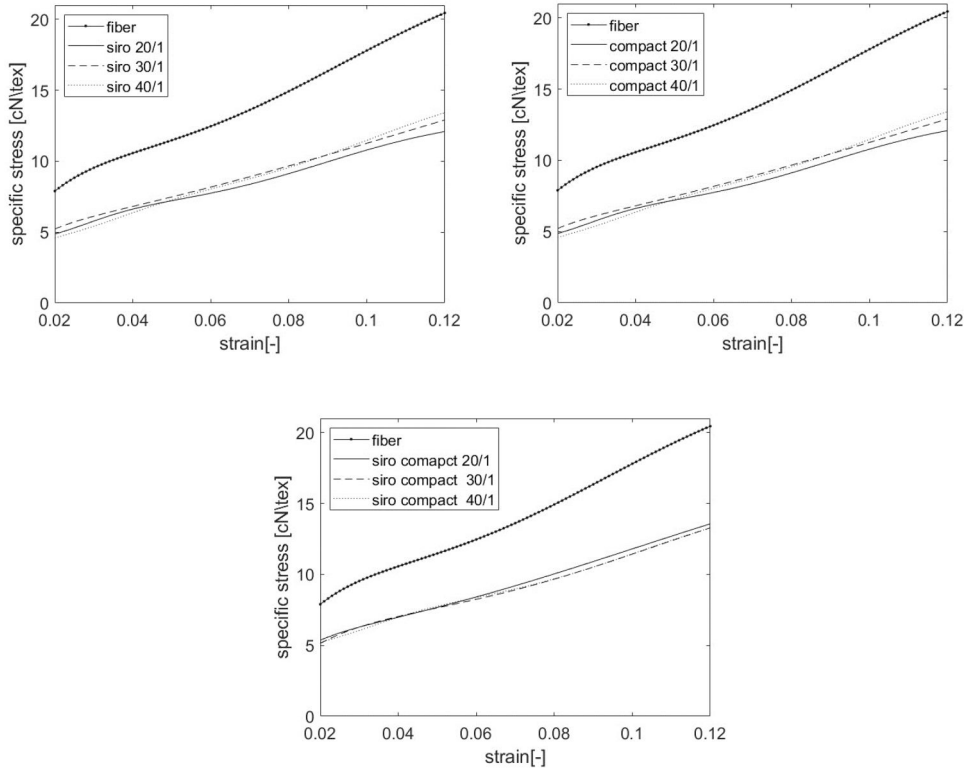 20
15
10
5
0
specific stress [cN\tex]
fiber
siro 20/1
siro 30/1
siro 40/1
0.02 0.04 0.06 0.08 0.1 0.12
strain[-]
20
15
10
5
0
specific stress [cN\tex]
fiber
compact 20/1
compact 30/1
compact 40/1
0.02 0.04 0.06 0.08 0.1 0.12
strain[-]
20
15
10
5
0
specific stress [cN\tex]
fiber
siro comapct 20/1
siro compact 30/1
siro compact 40/1
0.02 0.04 0.06 0.08 0.1 0.12
strain[-]